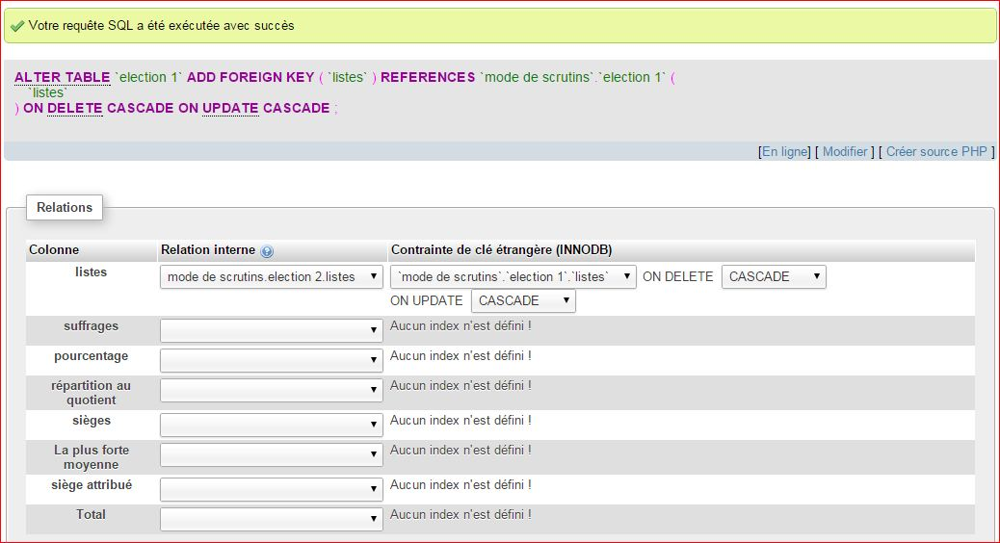 Votre requête SQL a été exécutée avec succès
ALTER TABLE `election 1` ADD FOREIGN KEY ( `listes` ) REFERENCES `mode de scrutins`.`election 1` (
`listes`
) ON DELETE CASCADE ON UPDATE CASCADE ;
[En ligne] [ Modifier ] [ Créer source PHP ]
Relations
Colonne Relation interne Contrainte de clé étrangère (INNODB)
listes mode de scrutins.election 2.listes `mode de scrutins`.`election 1`.`listes` ON DELETE CASCADE
ON UPDATE CASCADE
suffrages Aucun index n'est défini !
pourcentage Aucun index n'est défini !
répartition au Aucun index n'est défini !
quotient
sièges Aucun index n'est défini !
La plus forte Aucun index n'est défini !
moyenne
siège attribué Aucun index n'est défini !
Total Aucun index n'est défini !